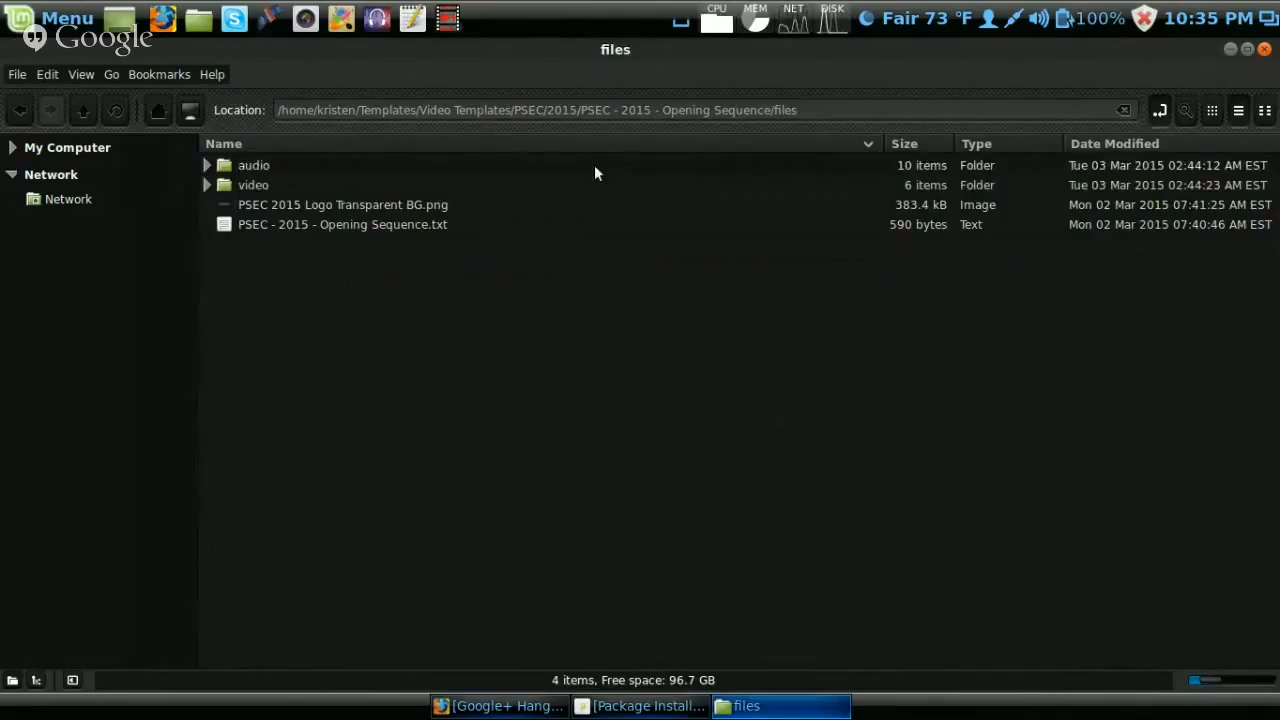 Menu CPU MEM NET DISK Fair 73 °F 100% 10:35 PM
Google
files
File Edit View Go Bookmarks Help
Location: /home/kristen/Templates/Video Templates/PSEC/2015/PSEC - 2015 - Opening Sequence/files
My Computer Name Size Type Date Modified
audio 10 items Folder Tue 03 Mar 2015 02:44:12 AM EST
Network video 6 items Folder Tue 03 Mar 2015 02:44:23 AM EST
Network PSEC 2015 Logo Transparent BG.png 383.4 kB Image Mon 02 Mar 2015 07:41:25 AM EST
PSEC - 2015 - Opening Sequence.txt 590 bytes Text Mon 02 Mar 2015 07:40:46 AM EST
4 items, Free space: 96.7 GB
[Google+ Hang... [Package Install... files